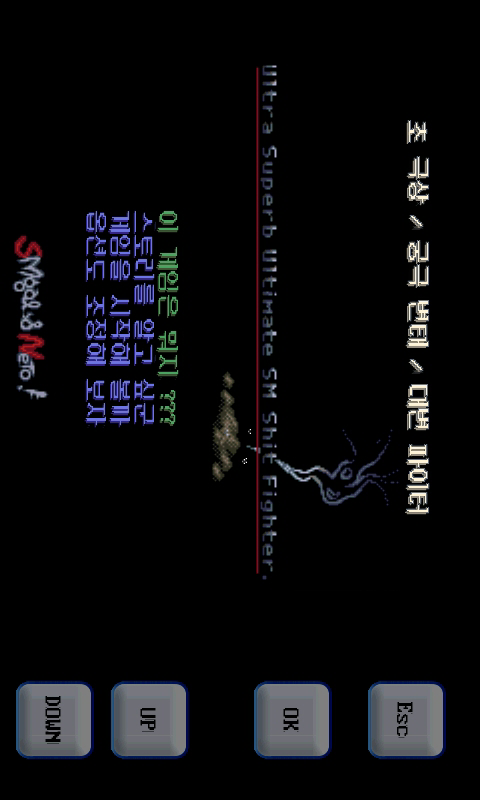 초 극상 / 궁극 변태 / 대변 파이터
Ultra Superb Ultimate SM Shit Fighter.
이 게임은 뭐지 ???
스토리를 알고 싶군
게임을 시작해 볼까
옵션도 조정해 보자
SMgal & NeTo!
Esc
OK
UP
DOWN